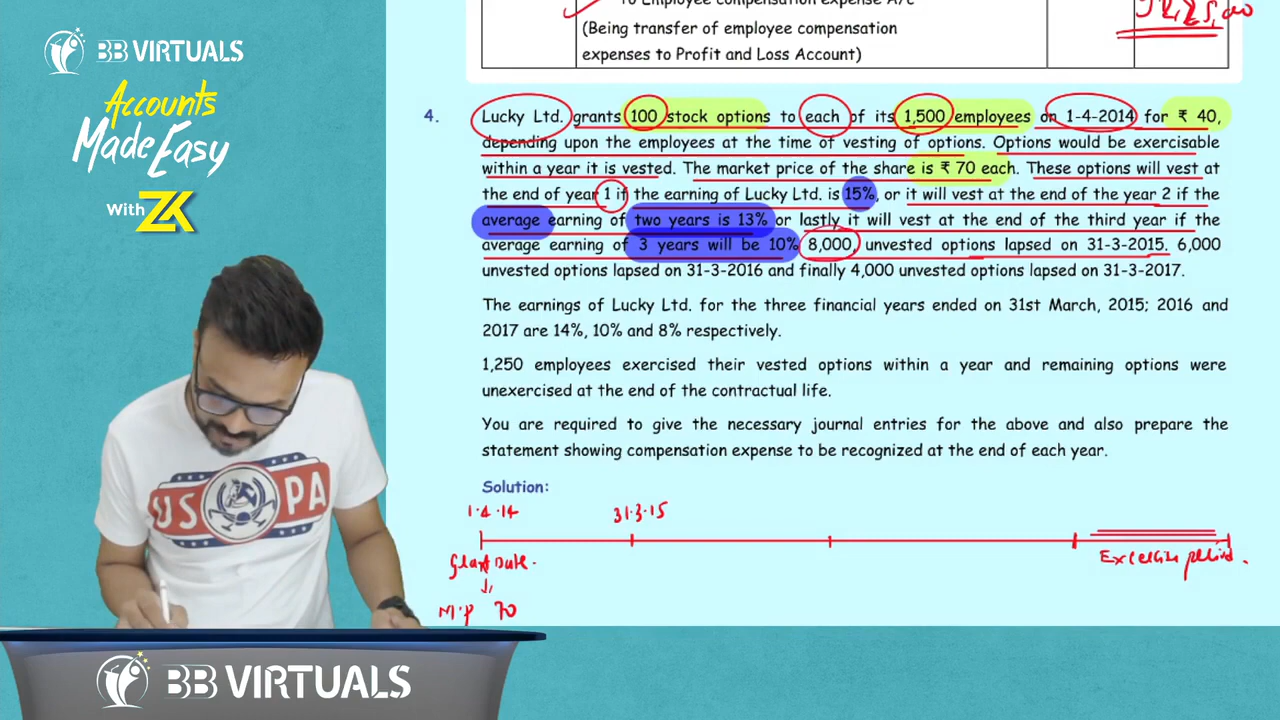 BB VIRTUALS
Accounts
Made Easy
With ZK
To Employee compensation expense A/c
(Being transfer of employee compensation
expenses to Profit and Loss Account)
4. Lucky Ltd. grants 100 stock options to each of its 1,500 employees on 1-4-2014 for ₹ 40,
depending upon the employees at the time of vesting of options. Options would be exercisable
within a year it is vested. The market price of the share is ₹ 70 each. These options will vest at
the end of year 1 if the earning of Lucky Ltd. is 15%, or it will vest at the end of the year 2 if the
average earning of two years is 13% or lastly it will vest at the end of the third year if the
average earning of 3 years will be 10% 8,000, unvested options lapsed on 31-3-2015. 6,000
unvested options lapsed on 31-3-2016 and finally 4,000 unvested options lapsed on 31-3-2017.
The earnings of Lucky Ltd. for the three financial years ended on 31st March, 2015; 2016 and
2017 are 14%, 10% and 8% respectively.
1,250 employees exercised their vested options within a year and remaining options were
unexercised at the end of the contractual life.
You are required to give the necessary journal entries for the above and also prepare the
statement showing compensation expense to be recognized at the end of each year.
Solution:
1.4.14 31.3.15
Grant Date. Excercise period.
M.p 70
US PA
BB VIRTUALS